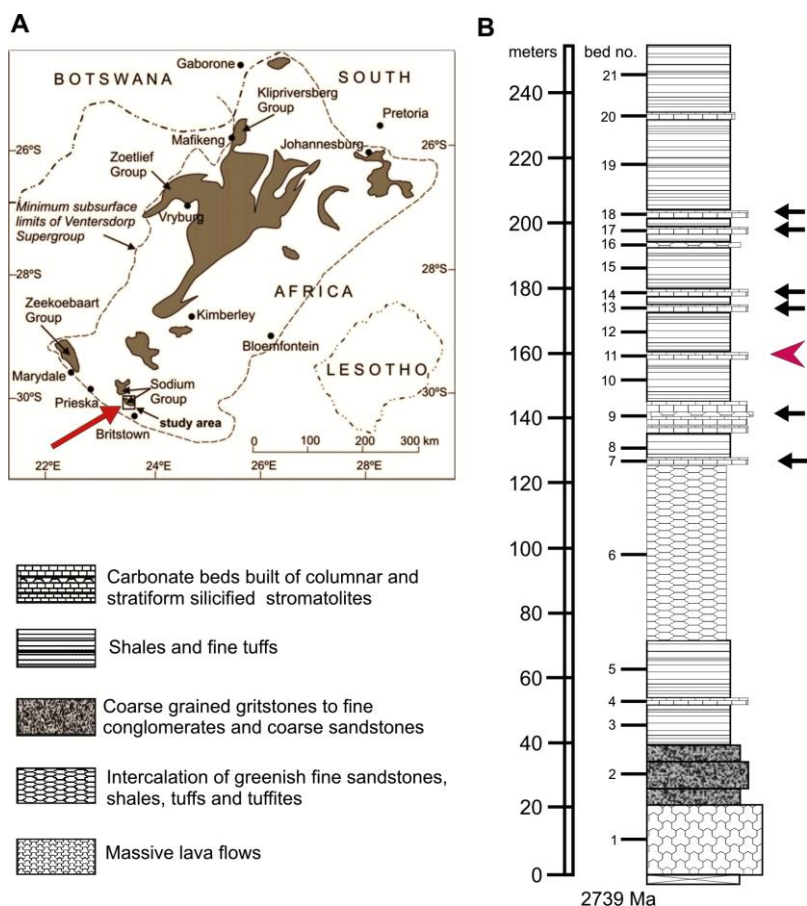 A
BOTSWANA
Gaborone
SOUTH
Klipriversberg
Group
Pretoria
Mafikeng
Johannesburg
26°S
26°S
Zoetlief
Group
Minimum subsurface
limits of Ventersdorp
Supergroup
Vryburg
28°S
28°S
AFRICA
Zeekoebaart
Group
Kimberley
Bloemfontein
LESOTHO
Marydale
Sodium
Group
Prieska
30°S
30°S
study area
Britstown
0 100 200 300 km
22°E
24°E
26°E
28°E
Carbonate beds built of columnar and
stratiform silicified stromatolites
Shales and fine tuffs
Coarse grained gritstones to fine
conglomerates and coarse sandstones
Intercalation of greenish fine sandstones,
shales, tuffs and tuffites
Massive lava flows
B
meters
bed no.
240
220
200
180
160
140
120
100
80
60
40
20
0
21
20
19
18
17
16
15
14
13
12
11
10
9
8
7
6
5
4
3
2
1
2739 Ma